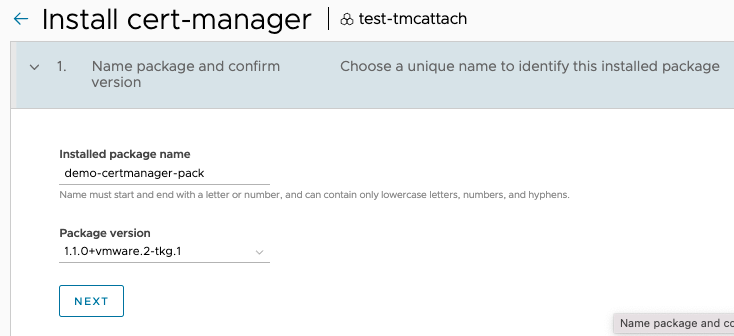 Install cert-manager test-tmcattach
1. Name package and confirm version Choose a unique name to identify this installed package
Installed package name
demo-certmanager-pack
Name must start and end with a letter or number, and can contain only lowercase letters, numbers, and hyphens.
Package version
1.1.0+vmware.2-tkg.1
NEXT
Name package and co